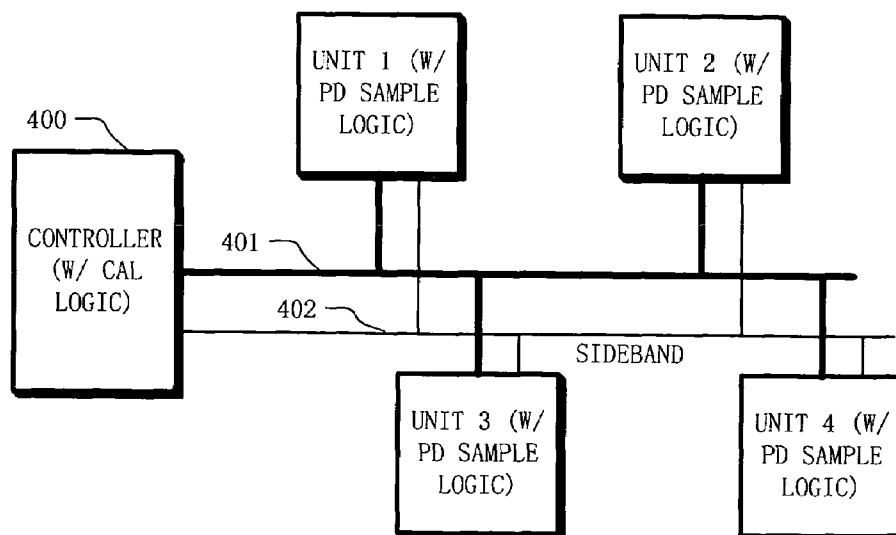 UNIT 1 (W/
PD SAMPLE
LOGIC)
UNIT 2 (W/
PD SAMPLE
LOGIC)
400
CONTROLLER
(W/ CAL
LOGIC)
401
402
SIDEBAND
UNIT 3 (W/
PD SAMPLE
LOGIC)
UNIT 4 (W/
PD SAMPLE
LOGIC)